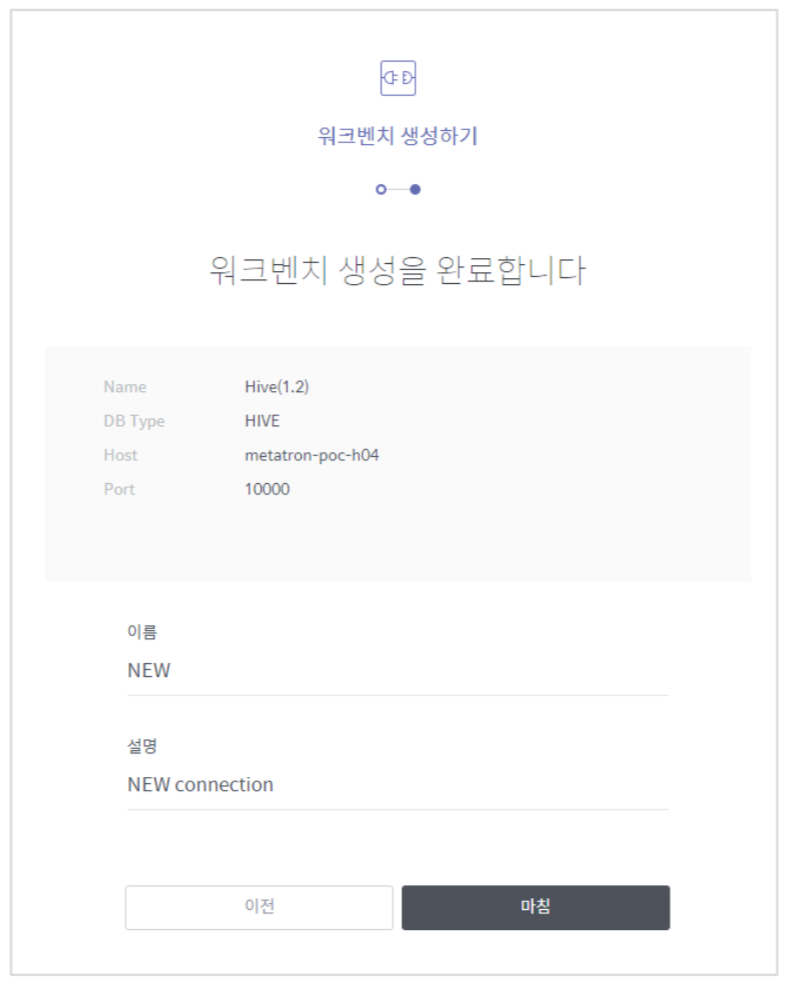 워크벤치 생성하기
워크벤치 생성을 완료합니다
Name Hive(1.2)
DB Type HIVE
Host metatron-poc-h04
Port 10000
이름
NEW
설명
NEW connection
이전 마침